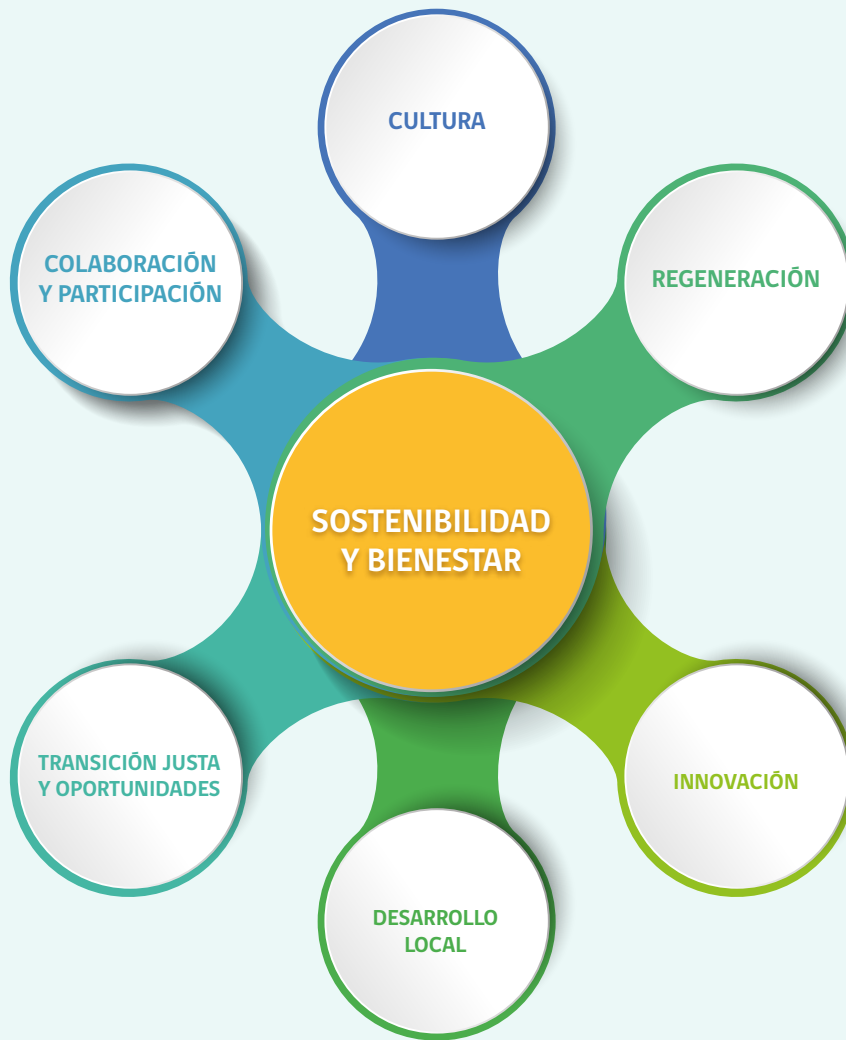 CULTURA
COLABORACIÓN
Y PARTICIPACIÓN
REGENERACIÓN
SOSTENIBILIDAD
Y BIENESTAR
TRANSICIÓN JUSTA
Y OPORTUNIDADES
INNOVACIÓN
DESARROLLO
LOCAL